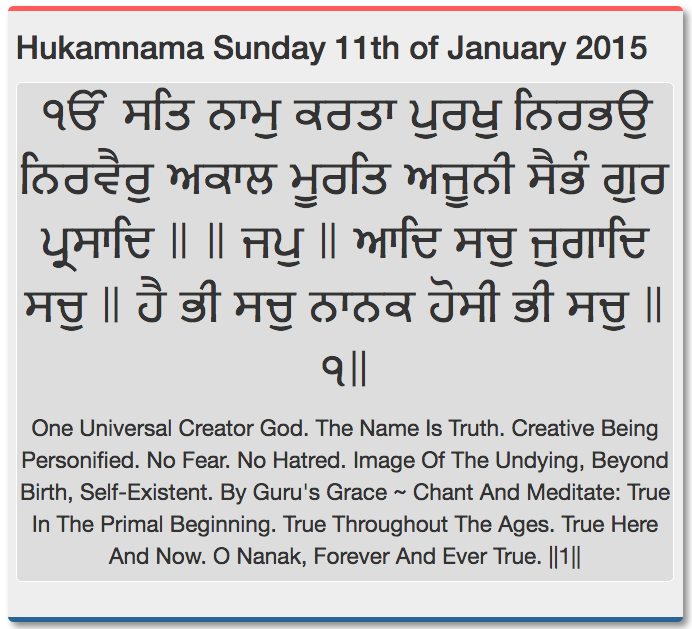 Hukamnama Sunday 11th of January 2015
ੴ ਸਤਿ ਨਾਮੁ ਕਰਤਾ ਪੁਰਖੁ ਨਿਰਭਉ
ਨਿਰਵੈਰੁ ਅਕਾਲ ਮੂਰਤਿ ਅਜੂਨੀ ਸੈਭੰ ਗੁਰ
ਪ੍ਰਸਾਦਿ ॥ ॥ ਜਪੁ ॥ ਆਦਿ ਸਚੁ ਜੁਗਾਦਿ
ਸਚੁ ॥ ਹੈ ਭੀ ਸਚੁ ਨਾਨਕ ਹੋਸੀ ਭੀ ਸਚੁ ॥
੧॥
One Universal Creator God. The Name Is Truth. Creative Being
Personified. No Fear. No Hatred. Image Of The Undying, Beyond
Birth, Self-Existent. By Guru's Grace ~ Chant And Meditate: True
In The Primal Beginning. True Throughout The Ages. True Here
And Now. O Nanak, Forever And Ever True. ||1||